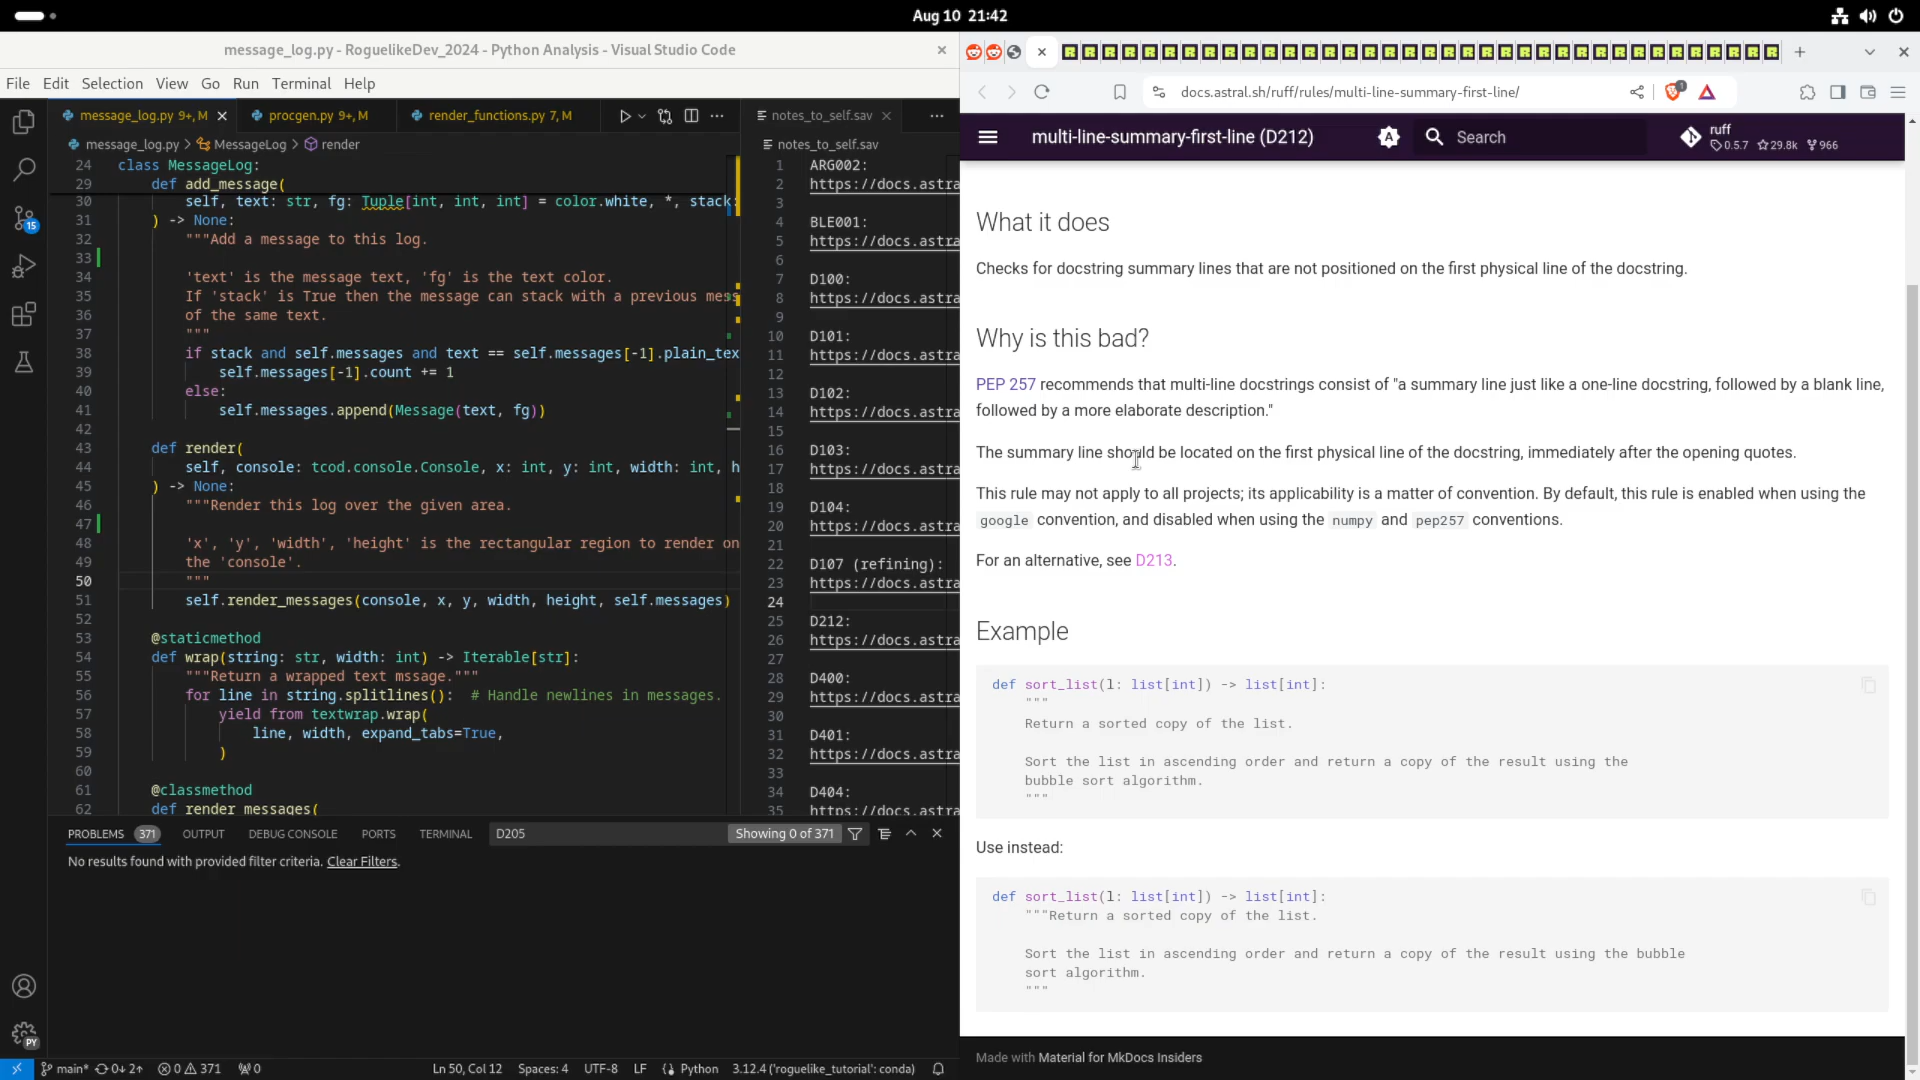 Aug 10 21:42
message_log.py - RoguelikeDev_2024 - Python Analysis - Visual Studio Code
File Edit Selection View Go Run Terminal Help
message_log.py 9+, M
procgen.py 9+, M
render_functions.py 7, M
message_log.py > MessageLog > render
24 class MessageLog:
29 def add_message(
30 self, text: str, fg: Tuple[int, int, int] = color.white, *, stack:
31 ) -> None:
32 """Add a message to this log.
33
34 'text' is the message text, 'fg' is the text color.
35 If 'stack' is True then the message can stack with a previous mess
36 of the same text.
37 """
38 if stack and self.messages and text == self.messages[-1].plain_tex
39 self.messages[-1].count += 1
40 else:
41 self.messages.append(Message(text, fg))
42
43 def render(
44 self, console: tcod.console.Console, x: int, y: int, width: int, h
45 ) -> None:
46 """Render this log over the given area.
47
48 'x', 'y', 'width', 'height' is the rectangular region to render on
49 the 'console'.
50 """
51 self.render_messages(console, x, y, width, height, self.messages)
52
53 @staticmethod
54 def wrap(string: str, width: int) -> Iterable[str]:
55 """Return a wrapped text mssage."""
56 for line in string.splitlines():  # Handle newlines in messages.
57 yield from textwrap.wrap(
58 line, width, expand_tabs=True,
59 )
60
61 @classmethod
62 def render_messages(
notes_to_self.sav
notes_to_self.sav
1 ARG002:
2 https://docs.astra
3
4 BLE001:
5 https://docs.astra
6
7 D100:
8 https://docs.astra
9
10 D101:
11 https://docs.astra
12
13 D102:
14 https://docs.astra
15
16 D103:
17 https://docs.astra
18
19 D104:
20 https://docs.astra
21
22 D107 (refining):
23 https://docs.astra
24
25 D212:
26 https://docs.astra
27
28 D400:
29 https://docs.astra
30
31 D401:
32 https://docs.astra
33
34 D404:
35 https://docs.astra
15
PY
PROBLEMS 371 OUTPUT DEBUG CONSOLE PORTS TERMINAL
D205
Showing 0 of 371
No results found with provided filter criteria. Clear Filters.
main* 0↓ 2↑ 0 371 0
Ln 50, Col 12 Spaces: 4 UTF-8 LF Python 3.12.4 ('roguelike_tutorial': conda)
docs.astral.sh/ruff/rules/multi-line-summary-first-line/
1
multi-line-summary-first-line (D212)
Search
ruff
0.5.7 29.8k 966
What it does
Checks for docstring summary lines that are not positioned on the first physical line of the docstring.
Why is this bad?
PEP 257 recommends that multi-line docstrings consist of "a summary line just like a one-line docstring, followed by a blank line,
followed by a more elaborate description."
The summary line should be located on the first physical line of the docstring, immediately after the opening quotes.
This rule may not apply to all projects; its applicability is a matter of convention. By default, this rule is enabled when using the
google convention, and disabled when using the numpy and pep257 conventions.
For an alternative, see D213.
Example
def sort_list(l: list[int]) -> list[int]:
"""
Return a sorted copy of the list.
Sort the list in ascending order and return a copy of the result using the
bubble sort algorithm.
"""
Use instead:
def sort_list(l: list[int]) -> list[int]:
"""Return a sorted copy of the list.
Sort the list in ascending order and return a copy of the result using the bubble
sort algorithm.
"""
Made with Material for MkDocs Insiders